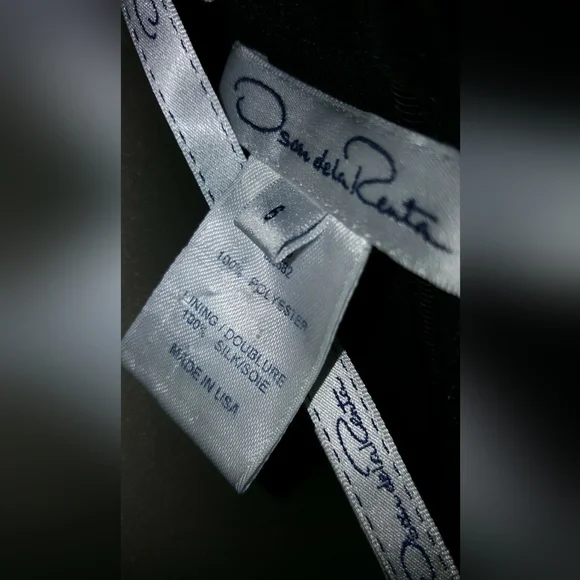 Oscar de la Renta
6
682
100% POLYESTER
LINING / DOUBLURE
100% SILK/SOIE
MADE IN USA
Oscar de la Renta